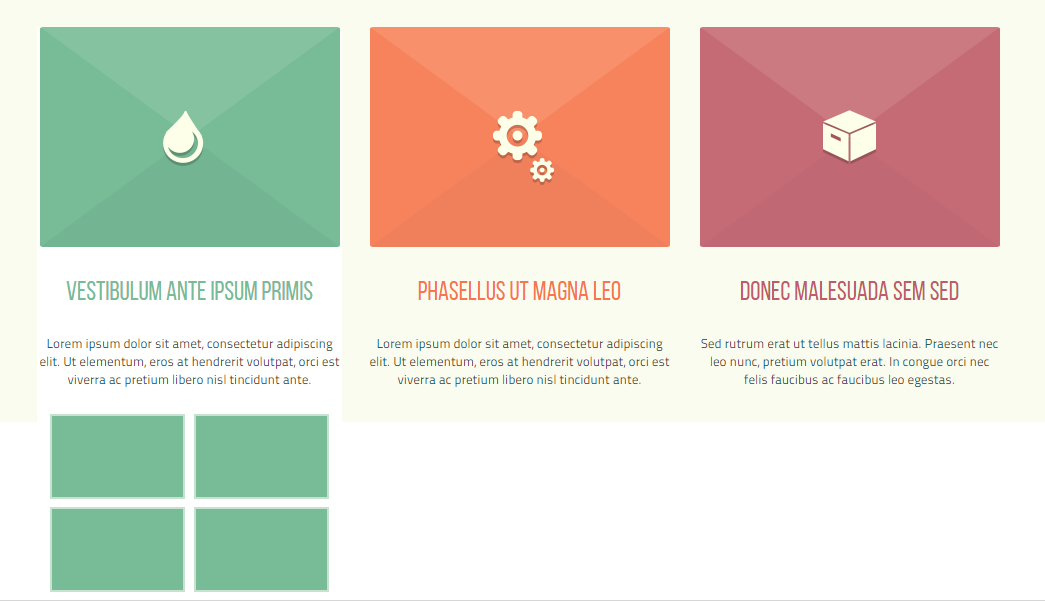 VESTIBULUM ANTE IPSUM PRIMIS
Lorem ipsum dolor sit amet, consectetur adipiscing
elit. Ut elementum, eros at hendrerit volutpat, orci est
viverra ac pretium libero nisl tincidunt ante.
PHASELLUS UT MAGNA LEO
Lorem ipsum dolor sit amet, consectetur adipiscing
elit. Ut elementum, eros at hendrerit volutpat, orci est
viverra ac pretium libero nisl tincidunt ante.
DONEC MALESUADA SEM SED
Sed rutrum erat ut tellus mattis lacinia. Praesent nec
leo nunc, pretium volutpat erat. In congue orci nec
felis faucibus ac faucibus leo egestas.